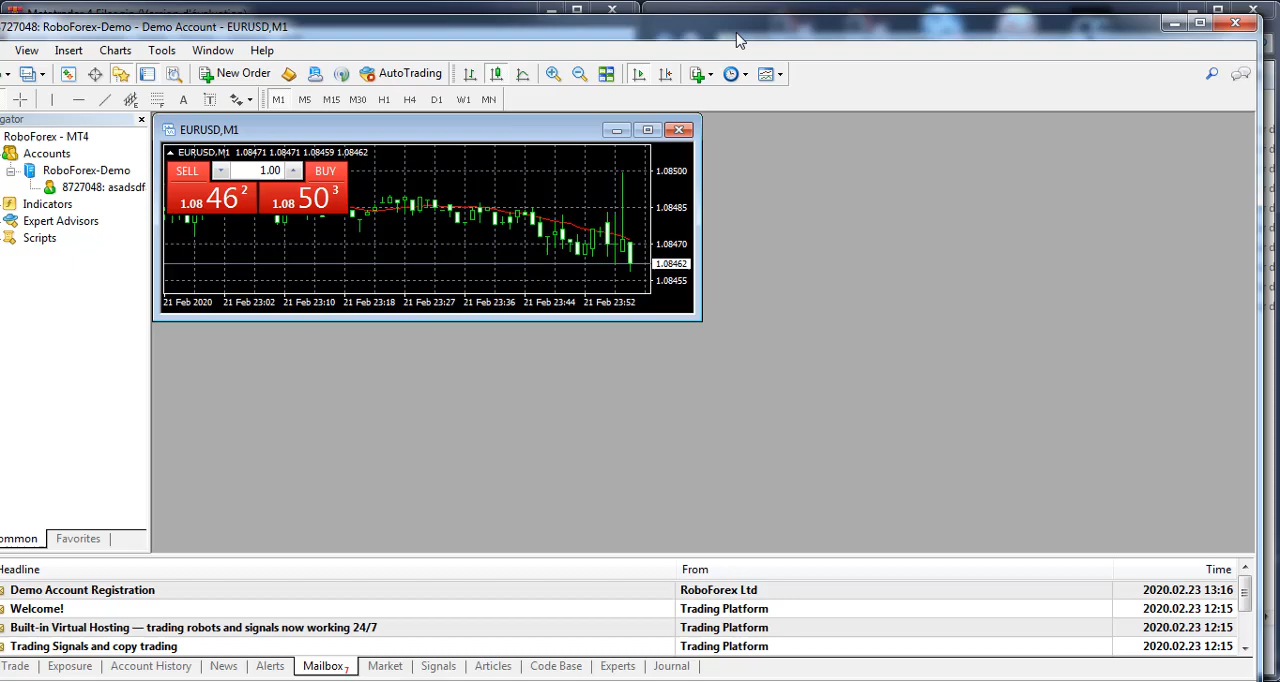 8727048: RoboForex-Demo - Demo Account - EURUSD,M1
View Insert Charts Tools Window Help
New Order AutoTrading
A T M1 M5 M15 M30 H1 H4 D1 W1 MN
RoboForex - MT4
Accounts
RoboForex-Demo
8727048: asadsdf
Indicators
Expert Advisors
Scripts
EURUSD,M1
EURUSD,M1 1.08471 1.08471 1.08459 1.08462
SELL 1.00 BUY
1.08 46 2 1.08 50 3
1.08500
1.08485
1.08470
1.08462
1.08455
21 Feb 2020 21 Feb 23:02 21 Feb 23:10 21 Feb 23:18 21 Feb 23:27 21 Feb 23:36 21 Feb 23:44 21 Feb 23:52
ommon Favorites
Headline From Time
Demo Account Registration RoboForex Ltd 2020.02.23 13:16
Welcome! Trading Platform 2020.02.23 12:15
Built-in Virtual Hosting — trading robots and signals now working 24/7 Trading Platform 2020.02.23 12:15
Trading Signals and copy trading Trading Platform 2020.02.23 12:15
Trade Exposure Account History News Alerts Mailbox 7 Market Signals Articles Code Base Experts Journal